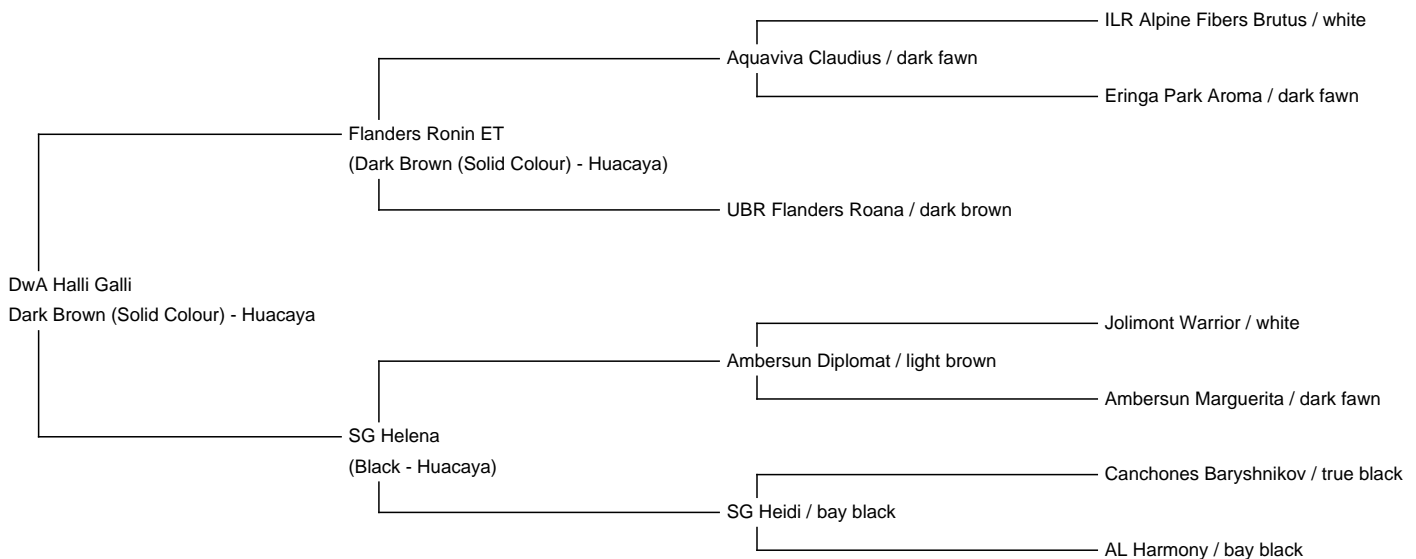 ILR Alpine Fibers Brutus / white
Aquaviva Claudius / dark fawn
Eringa Park Aroma / dark fawn
Flanders Ronin ET
(Dark Brown (Solid Colour) - Huacaya)
UBR Flanders Roana / dark brown
DwA Halli Galli
Dark Brown (Solid Colour) - Huacaya
Jolimont Warrior / white
Ambersun Diplomat / light brown
Ambersun Marguerita / dark fawn
SG Helena
(Black - Huacaya)
Canchones Baryshnikov / true black
SG Heidi / bay black
AL Harmony / bay black